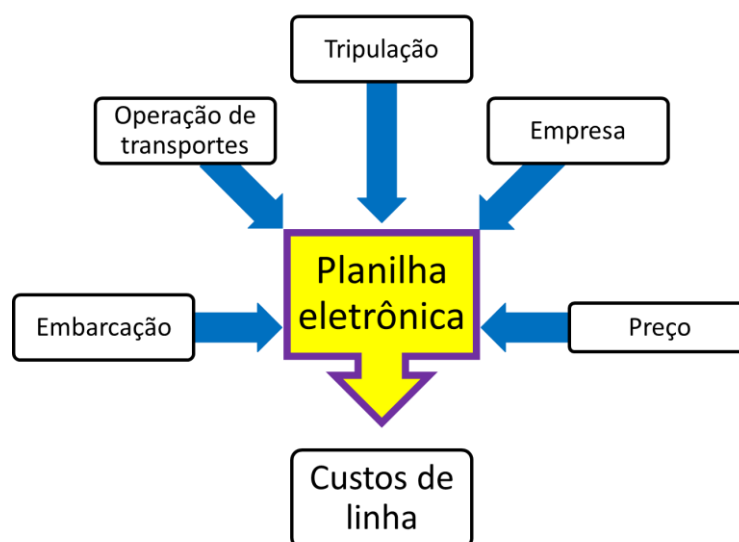 Tripulação
Operação de
transportes
Empresa
Planilha
eletrônica
Embarcação
Preço
Custos de
linha